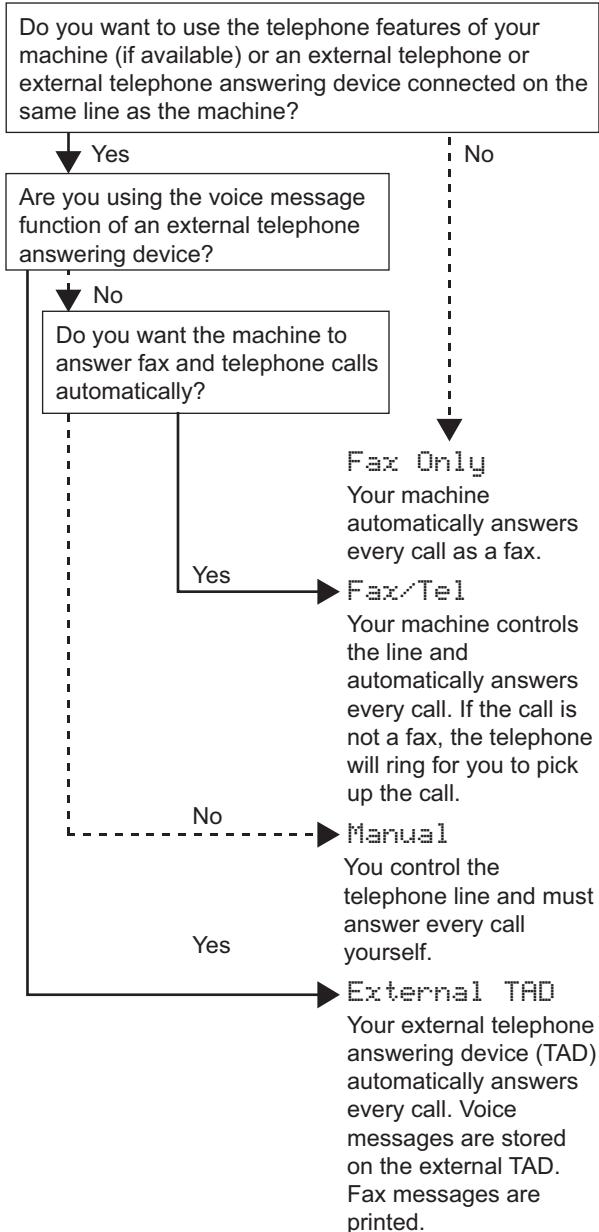 Do you want to use the telephone features of your
machine (if available) or an external telephone or
external telephone answering device connected on the
same line as the machine?
Yes
No
Are you using the voice message
function of an external telephone
answering device?
No
Do you want the machine to
answer fax and telephone calls
automatically?
Fax Only
Your machine
automatically answers
every call as a fax.
Yes
Fax/Tel
Your machine controls
the line and
automatically answers
every call. If the call is
not a fax, the telephone
will ring for you to pick
up the call.
No
Manual
You control the
telephone line and must
answer every call
yourself.
Yes
External TAD
Your external telephone
answering device (TAD)
automatically answers
every call. Voice
messages are stored
on the external TAD.
Fax messages are
printed.